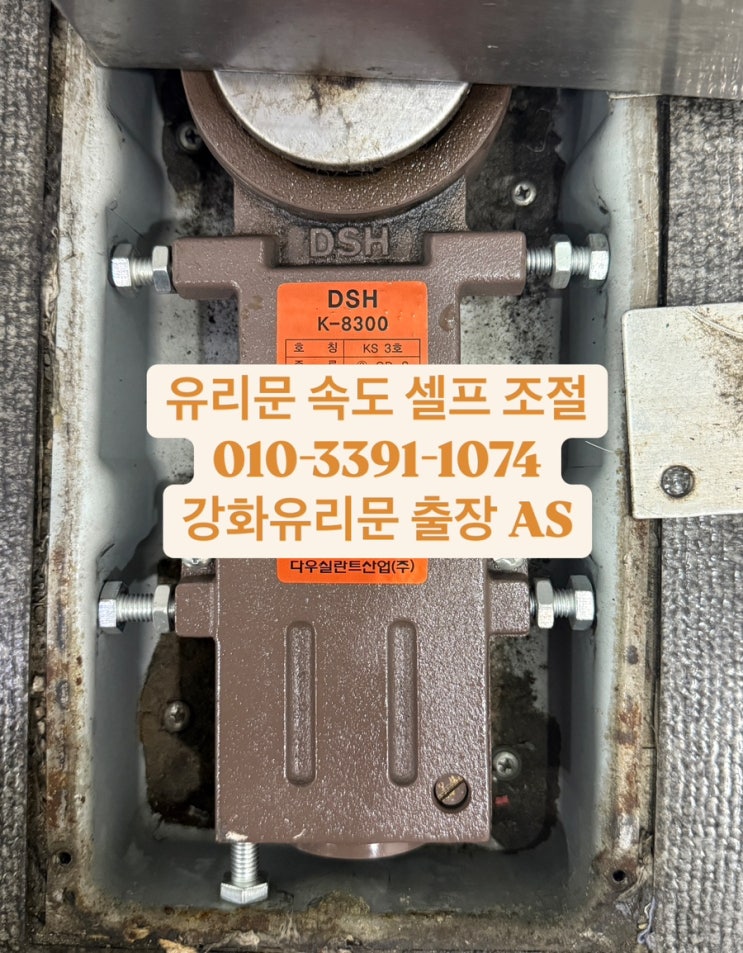 DSH
DSH
K-8300
호 칭 KS 3호
유리문 속도 셀프 조절
010-3391-1074
강화유리문 출장 AS
다우실란트산업(주)